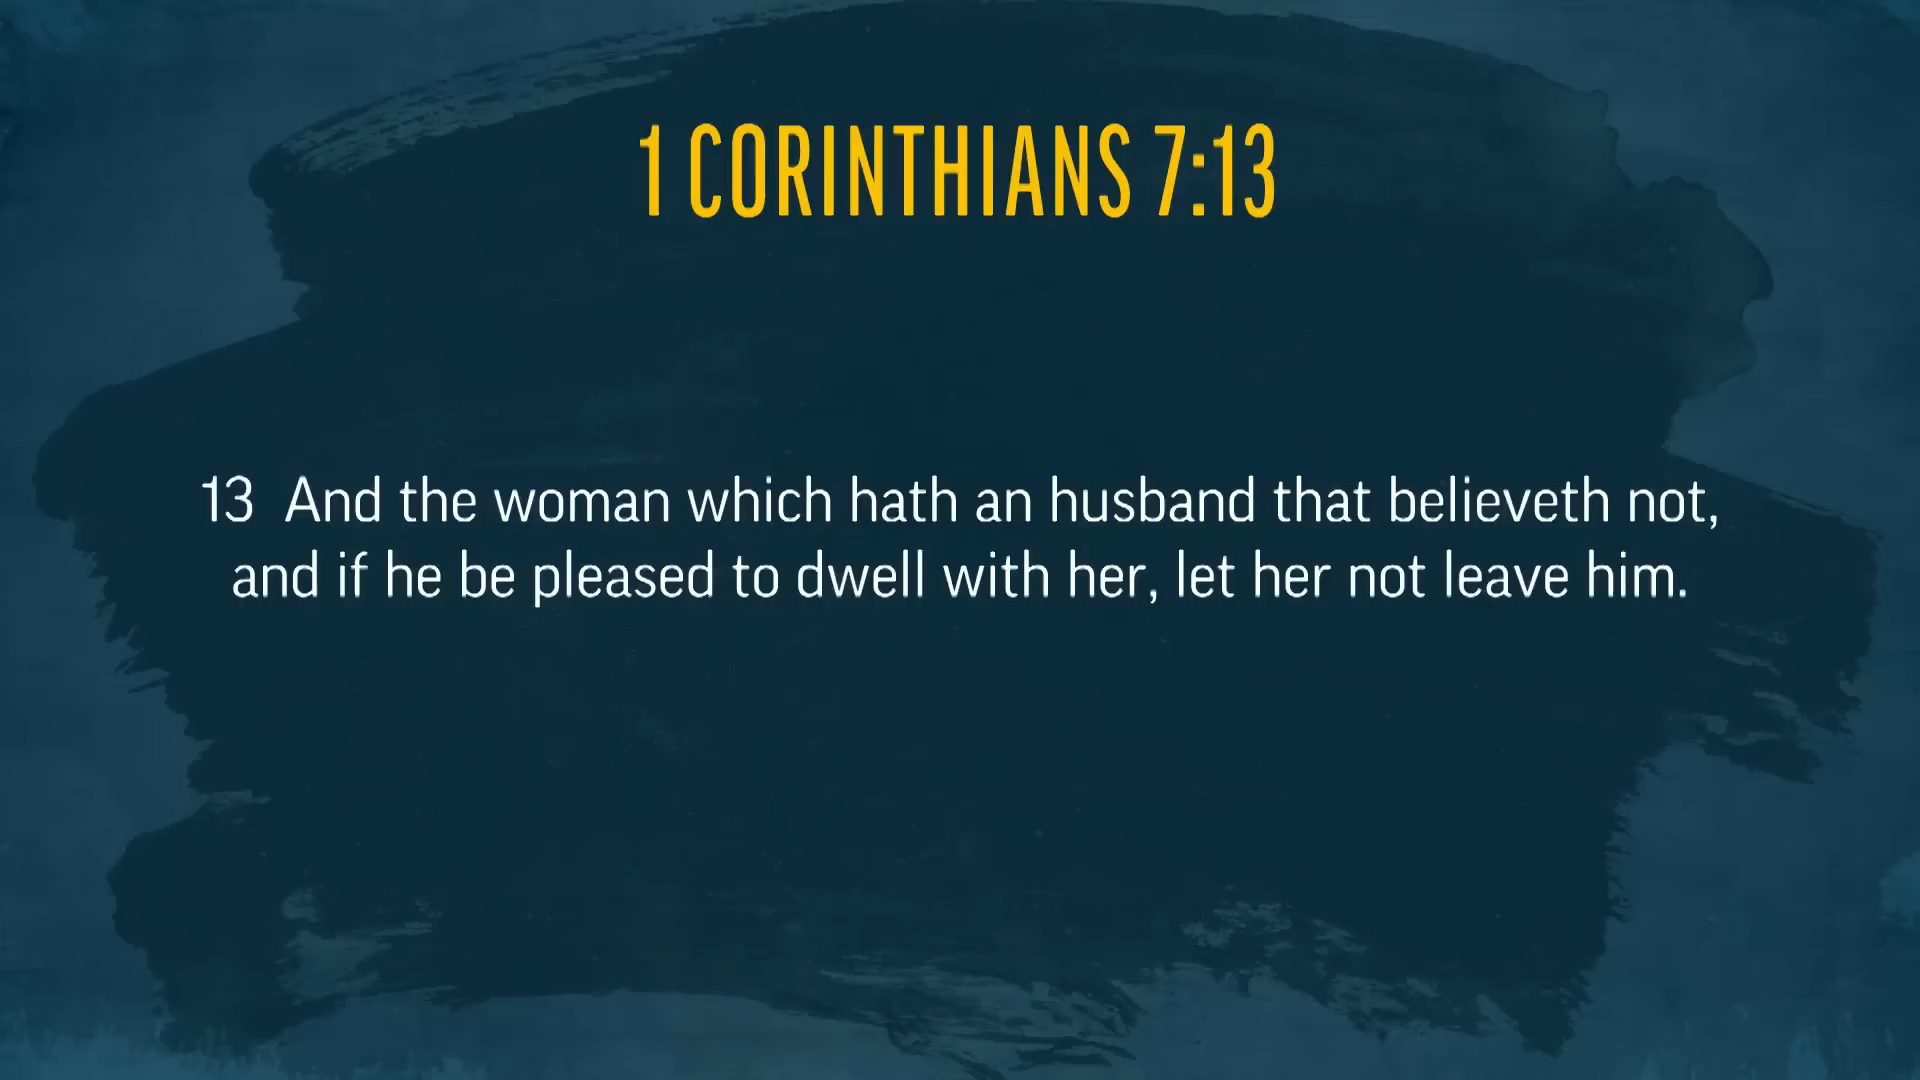 1 CORINTHIANS 7:13
13 And the woman which hath an husband that believeth not,
and if he be pleased to dwell with her, let her not leave him.